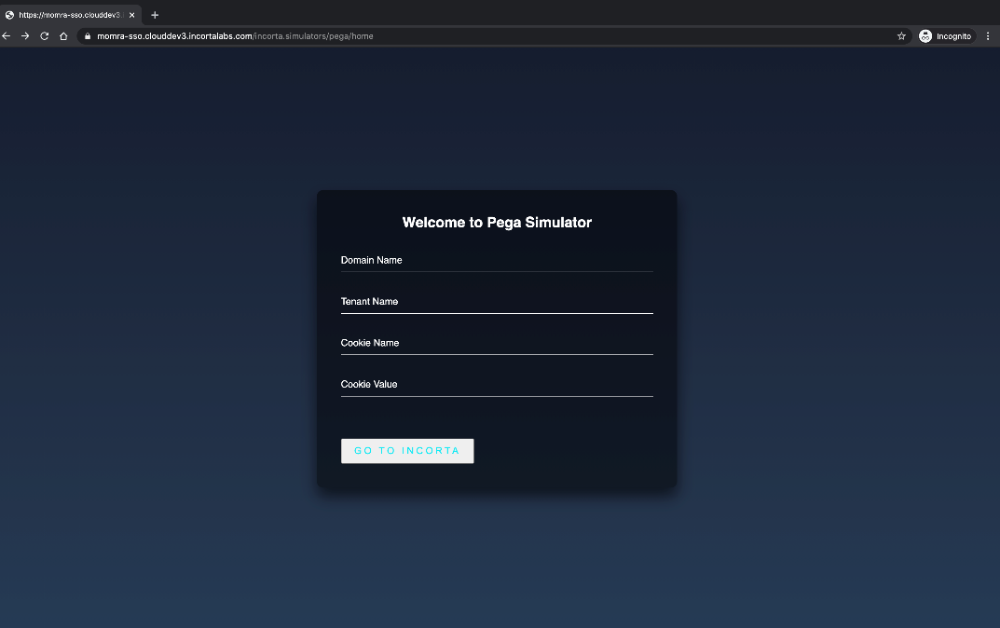 https://momra-sso.clouddev3.
momra-sso.clouddev3.incortalabs.com/incorta.simulators/pega/home
Incognito
Welcome to Pega Simulator
Domain Name
Tenant Name
Cookie Name
Cookie Value
GO TO INCORTA